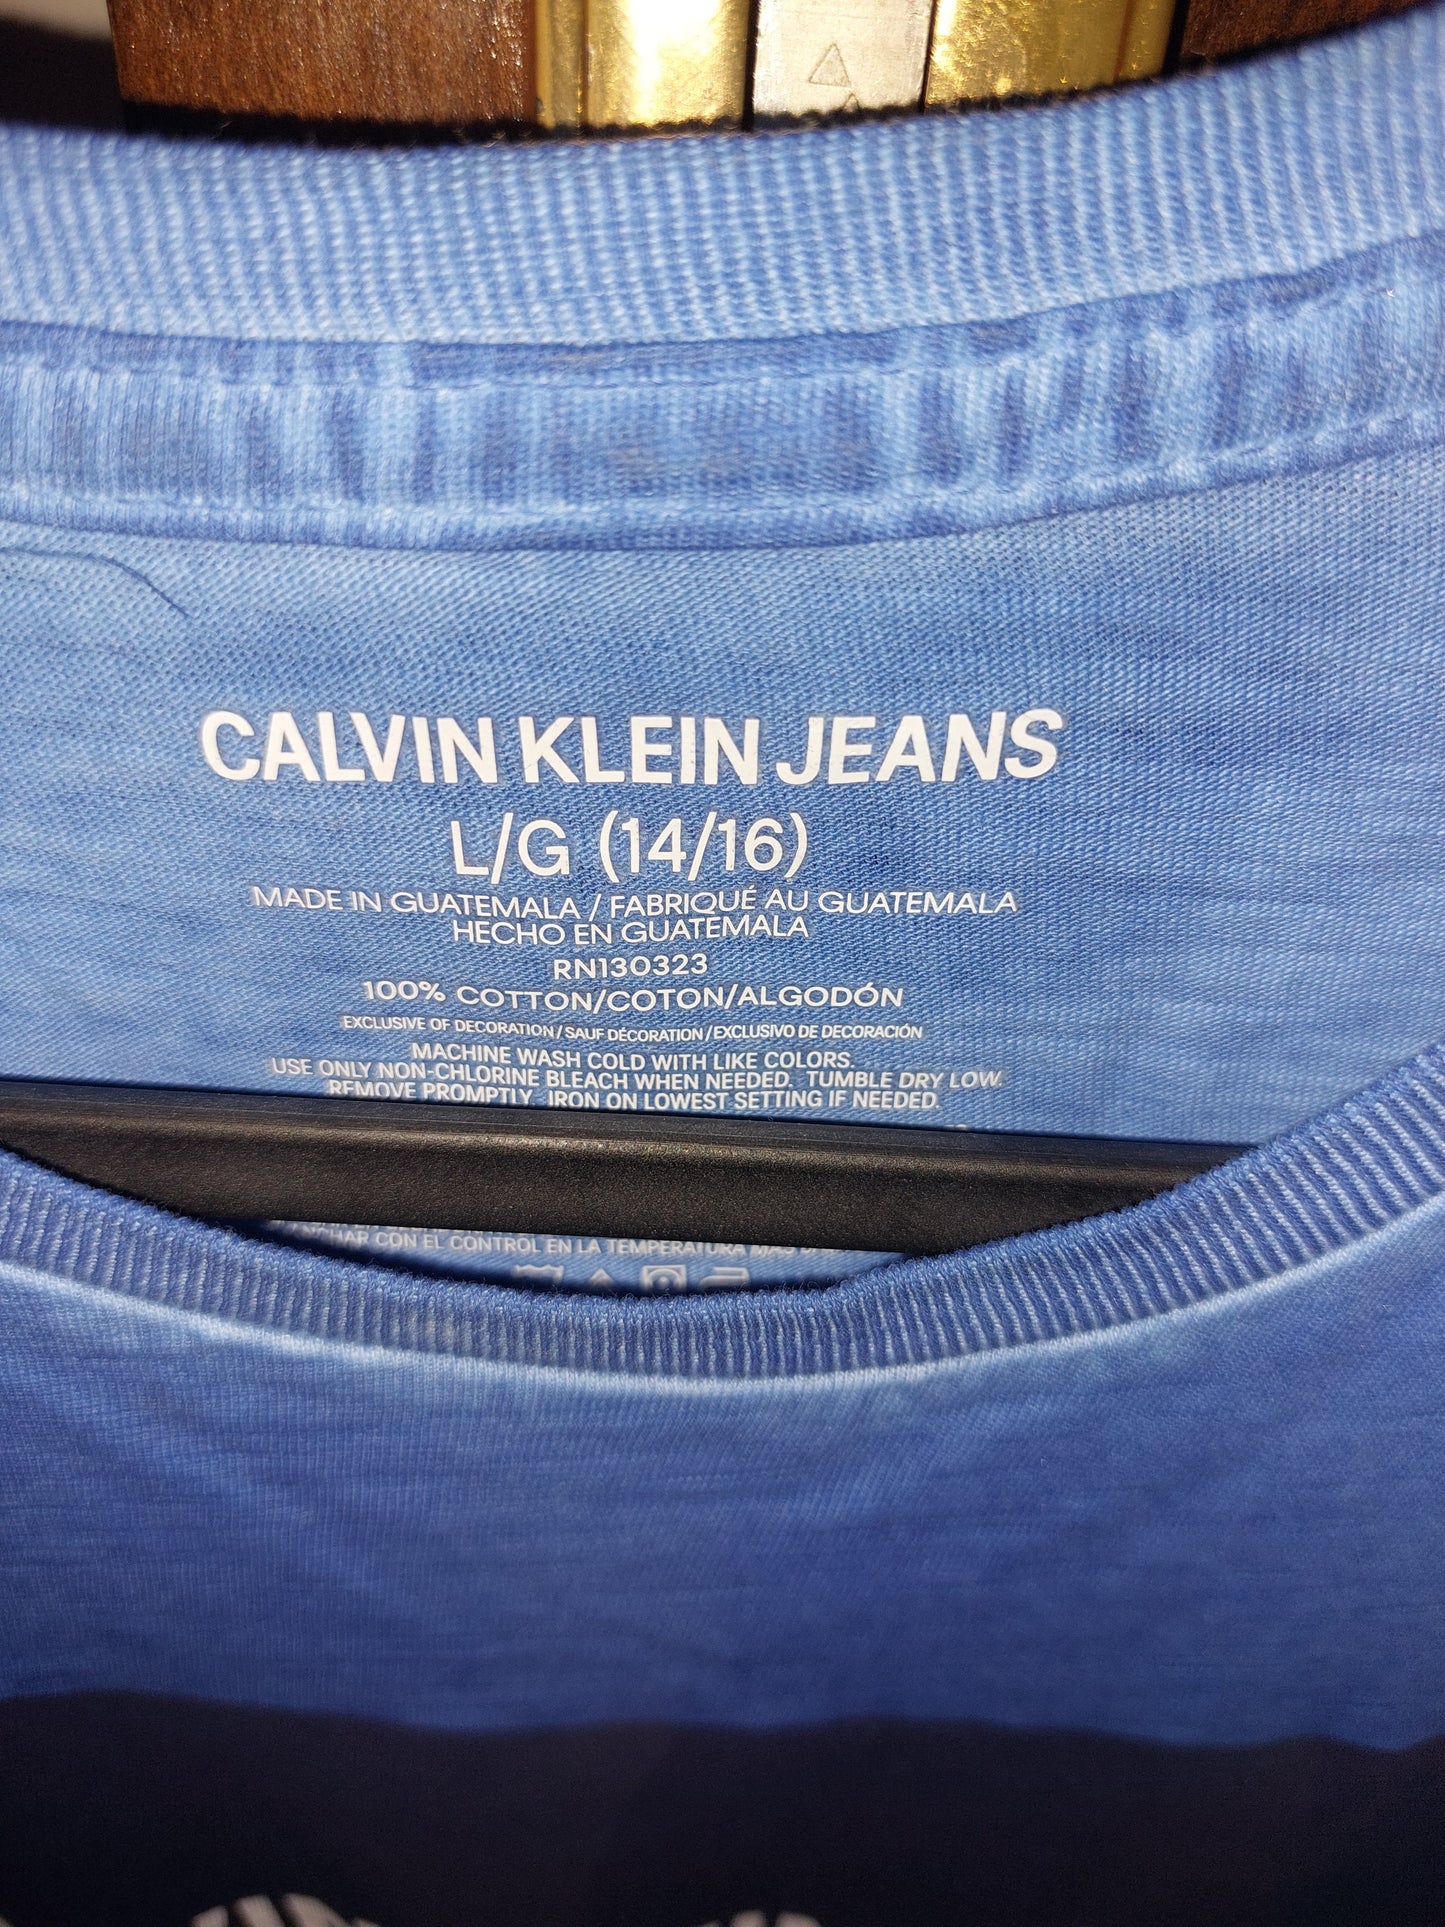 CALVIN KLEIN JEANS
L/G (14/16)
MADE IN GUATEMALA / FABRIQUÉ AU GUATEMALA
HECHO EN GUATEMALA
RN130323
100% COTTON/COTON/ALGODÓN
EXCLUSIVE OF DECORATION/SAUF DÉCORATION/EXCLUSIVO DE DECORACIÓN
MACHINE WASH COLD WITH LIKE COLORS.
USE ONLY NON-CHLORINE BLEACH WHEN NEEDED. TUMBLE DRY LOW.
REMOVE PROMPTLY. IRON ON LOWEST SETTING IF NEEDED.
CON EL CONTROL EN LA TEMPERATURA